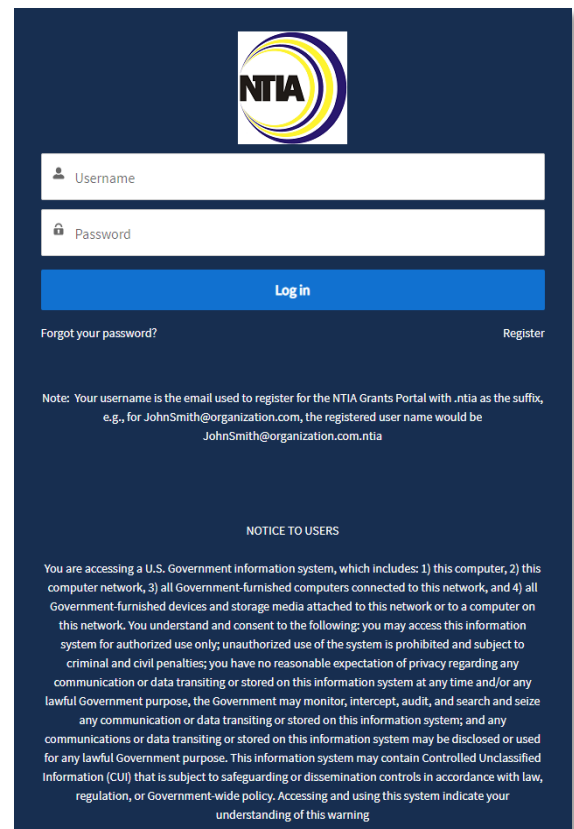 NTIA
Username
Password
Log in
Forgot your password?
Register
Note:  Your username is the email used to register for the NTIA Grants Portal with .ntia as the suffix,
e.g., for JohnSmith@organization.com, the registered user name would be
JohnSmith@organization.com.ntia
NOTICE TO USERS
You are accessing a U.S. Government information system, which includes: 1) this computer, 2) this
computer network, 3) all Government-furnished computers connected to this network, and 4) all
Government-furnished devices and storage media attached to this network or to a computer on
this network. You understand and consent to the following: you may access this information
system for authorized use only; unauthorized use of the system is prohibited and subject to
criminal and civil penalties; you have no reasonable expectation of privacy regarding any
communication or data transiting or stored on this information system at any time and/or any
lawful Government purpose, the Government may monitor, intercept, audit, and search and seize
any communication or data transiting or stored on this information system; and any
communications or data transiting or stored on this information system may be disclosed or used
for any lawful Government purpose. This information system may contain Controlled Unclassified
Information (CUI) that is subject to safeguarding or dissemination controls in accordance with law,
regulation, or Government-wide policy. Accessing and using this system indicate your
understanding of this warning